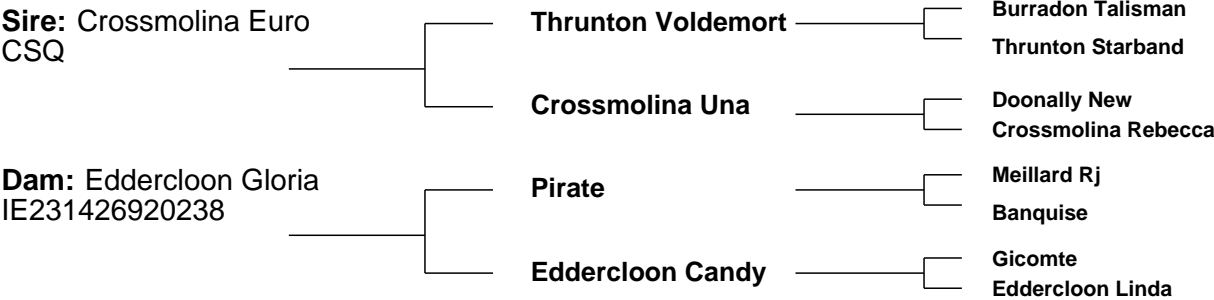 Sire: Crossmolina Euro
CSQ
Thrunton Voldemort
Burradon Talisman
Thrunton Starband
Crossmolina Una
Doonally New
Crossmolina Rebecca
Dam: Eddercloon Gloria
IE231426920238
Pirate
Meillard Rj
Banquise
Eddercloon Candy
Gicomte
Eddercloon Linda